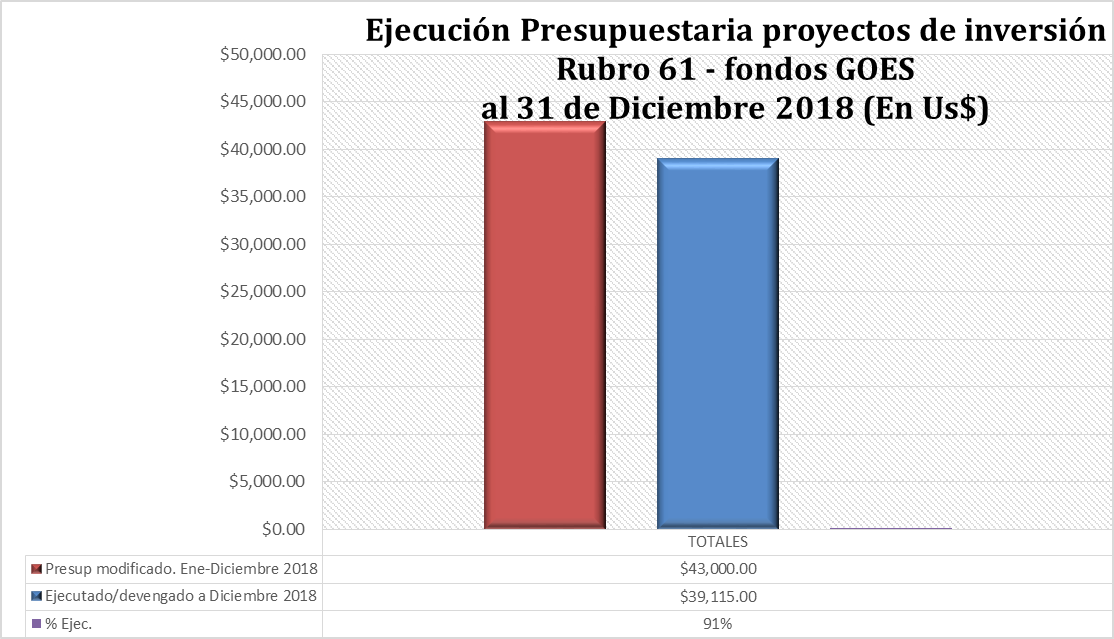 Ejecución Presupuestaria proyectos de inversión
Rubro 61 - fondos GOES
al 31 de Diciembre 2018 (En Us$)
$50,000.00
$45,000.00
$40,000.00
$35,000.00
$30,000.00
$25,000.00
$20,000.00
$15,000.00
$10,000.00
$5,000.00
$0.00
TOTALES
Presup modificado. Ene-Diciembre 2018 $43,000.00
Ejecutado/devengado a Diciembre 2018 $39,115.00
% Ejec. 91%